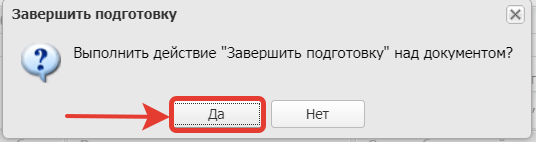 Завершить подготовку
Выполнить действие "Завершить подготовку" над документом?
Да
Нет